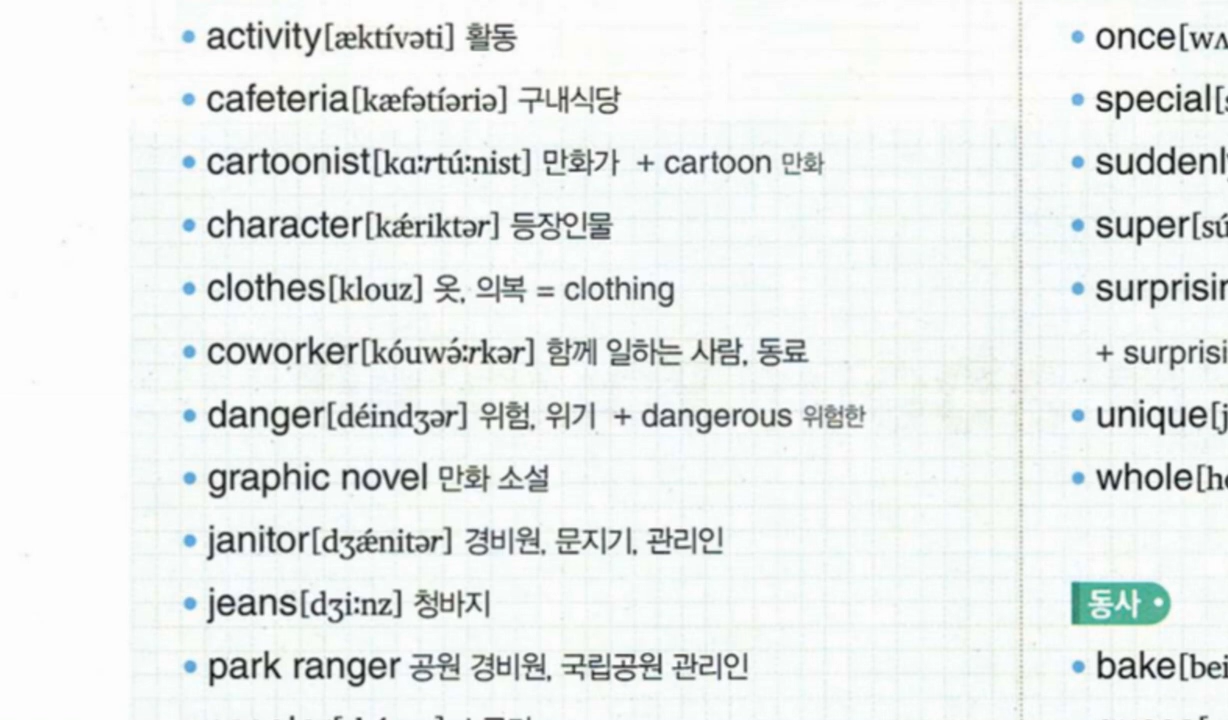 activity[æktívəti] 활동
cafeteria[kæfətíəriə] 구내식당
cartoonist[kɑːrtúːnist] 만화가 + cartoon 만화
character[kǽriktər] 등장인물
clothes[klouz] 옷, 의복 = clothing
coworker[kóuwə́ːrkər] 함께 일하는 사람, 동료
danger[déindʒər] 위험, 위기 + dangerous 위험한
graphic novel 만화 소설
janitor[dʒǽnitər] 경비원, 문지기, 관리인
jeans[dʒiːnz] 청바지
park ranger 공원 경비원, 국립공원 관리인
once
special
super
+
unique
whole
동사
bake